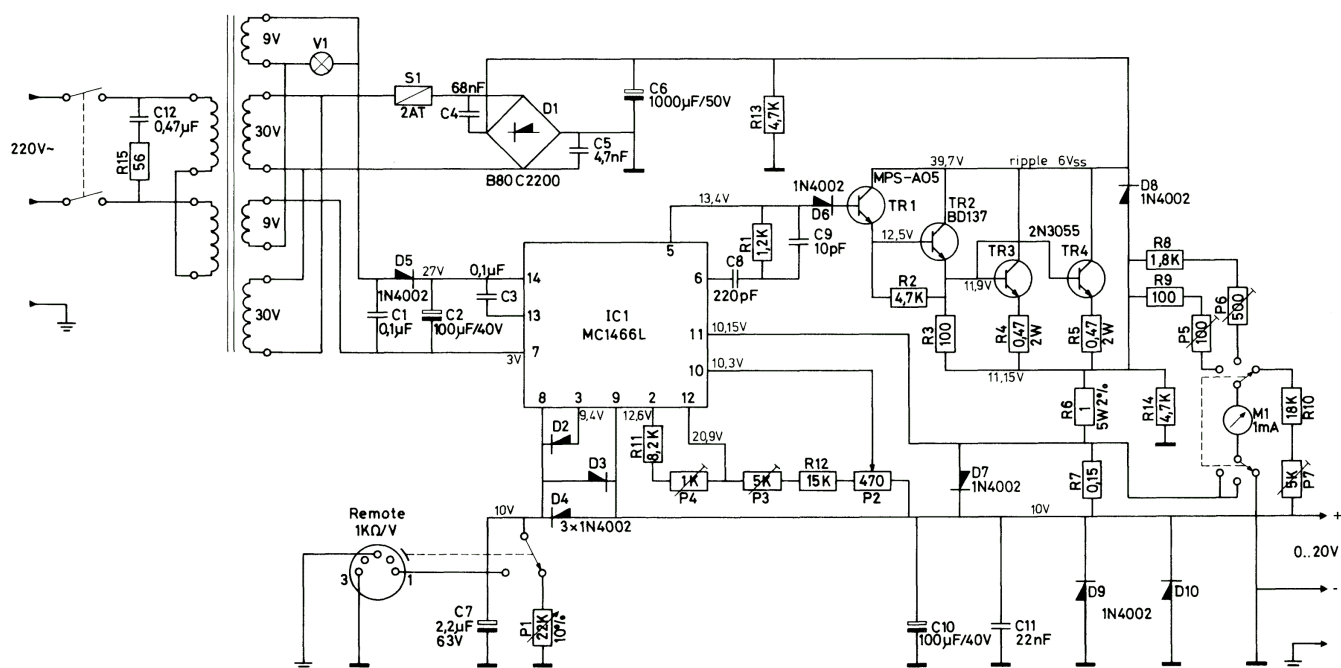 9V
V1
S1
2AT
68nF
C4
D1
C6
1000µF/50V
R13
4,7K
C12
0,47µF
220V~
R15
56
30V
C5
4,7nF
B80C2200
9V
30V
39,7V
ripple 6Vss
MPS-A05
1N4002
D6
TR1
TR2
BD137
D8
1N4002
13,4V
12,5V
2N3055
TR3
TR4
R1
1,2K
C9
10pF
C8
220pF
R2
4,7K
11,9V
R8
1,8K
R9
100
P5
100
P6
500
D5
1N4002
27V
0,1µF
C3
C1
0,1µF
C2
100µF/40V
3V
5
14
6
13
IC1
MC1466L
11
7
10
8
3
9
2
12
10,15V
10,3V
R3
100
R4
0,47
2W
R5
0,47
2W
11,15V
R6
1
5W2%
R14
4,7K
M1
1mA
18K
R10
5K
P7
9,4V
12,6V
20,9V
D2
D3
R11
8,2K
1K
P4
5K
P3
R12
15K
470
P2
D7
1N4002
R7
0,15
D4
3x1N4002
10V
10V
+
0..20V
-
Remote
1KΩ/V
3
1
C7
2,2µF
63V
P1
22K
10%
C10
100µF/40V
C11
22nF
D9
1N4002
D10